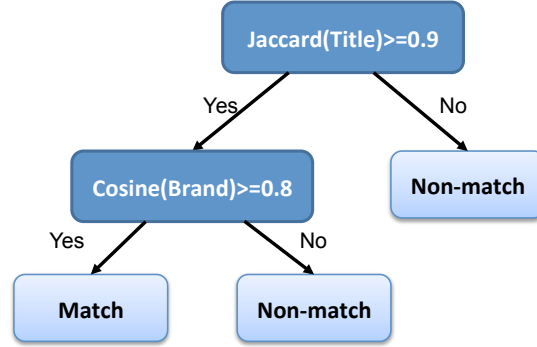 Jaccard(Title)>=0.9
Yes
No
Cosine(Brand)>=0.8
Non-match
Yes
No
Match
Non-match